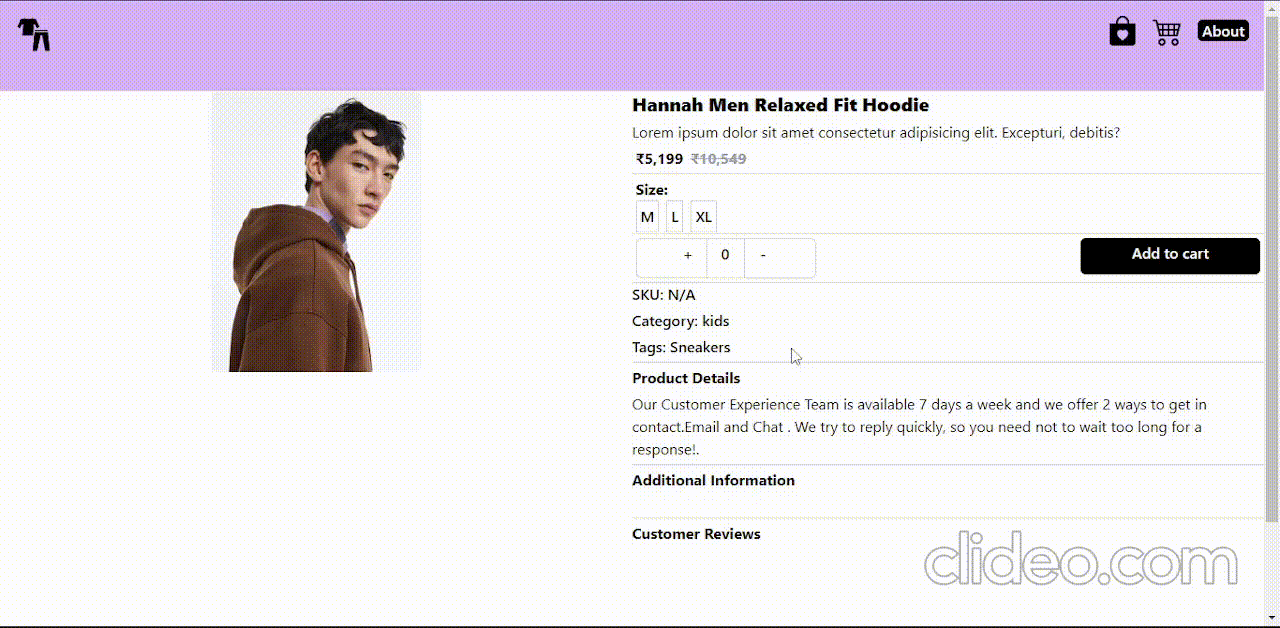 About
Hannah Men Relaxed Fit Hoodie
Lorem ipsum dolor sit amet consectetur adipisicing elit. Excepturi, debitis?
₹5,199 ₹10,549
Size:
M L XL
+ 0 -
Add to cart
SKU: N/A
Category: kids
Tags: Sneakers
Product Details
Our Customer Experience Team is available 7 days a week and we offer 2 ways to get in
contact.Email and Chat . We try to reply quickly, so you need not to wait too long for a
response!.
Additional Information
Customer Reviews
clideo.com